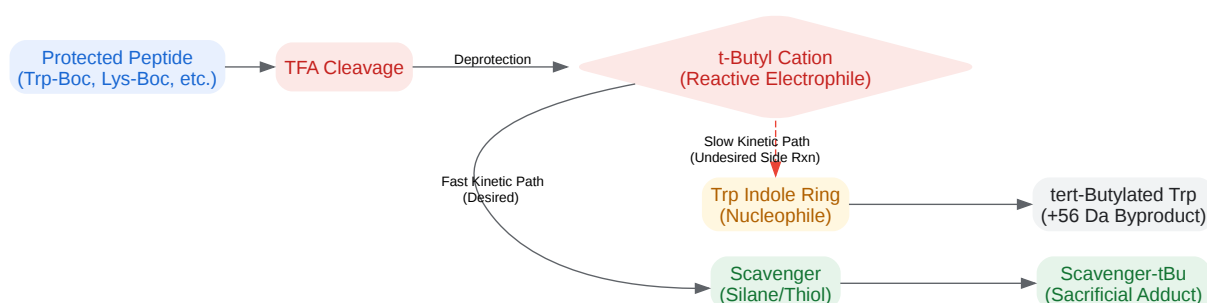 Protected Peptide
(Trp-Boc, Lys-Boc, etc.)
TFA Cleavage
Deprotection
t-Butyl Cation
(Reactive Electrophile)
Slow Kinetic Path
(Undesired Side Rxn)
Fast Kinetic Path
(Desired)
Trp Indole Ring
(Nucleophile)
tert-Butylated Trp
(+56 Da Byproduct)
Scavenger
(Silane/Thiol)
Scavenger-tBu
(Sacrificial Adduct)